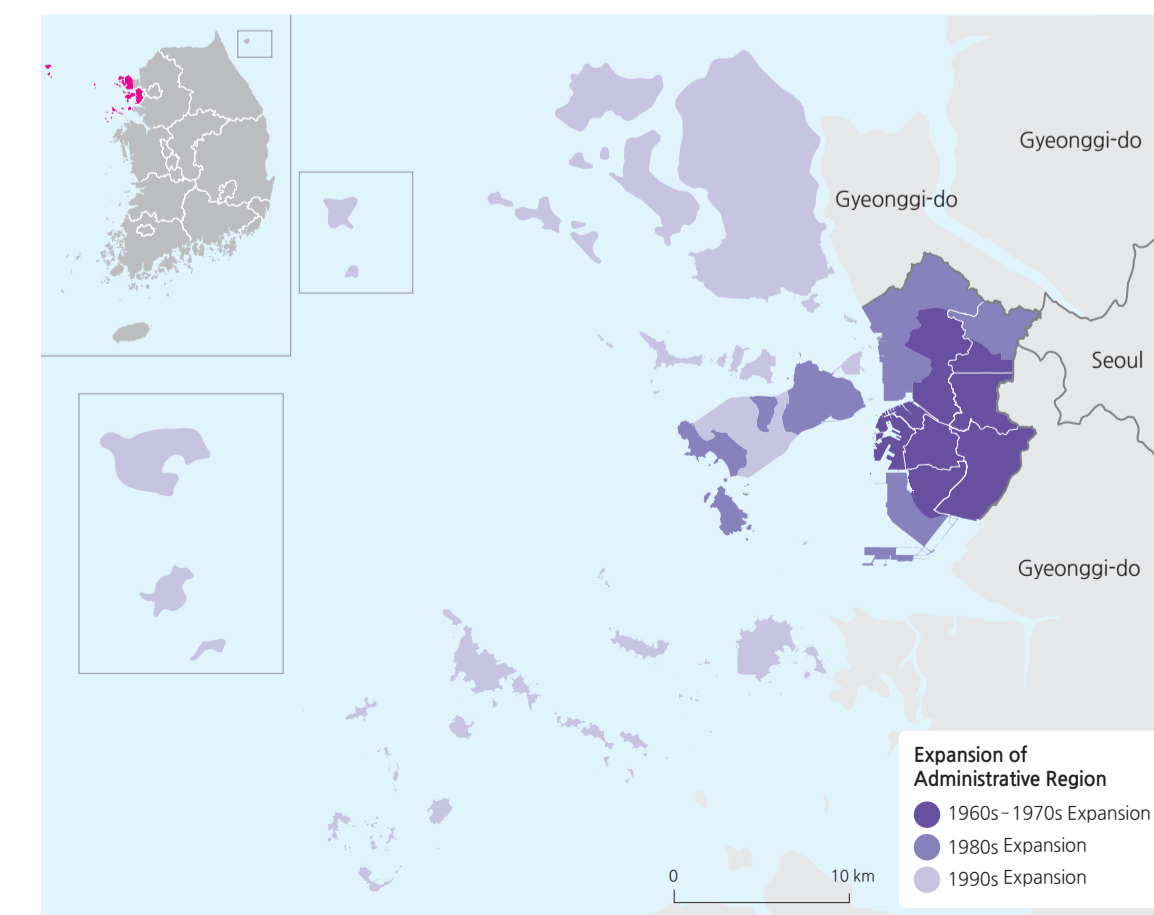 Gyeonggi-do
Gyeonggi-do
Seoul
Gyeonggi-do
Expansion of
Administrative Region
1960s–1970s Expansion
1980s Expansion
1990s Expansion
0 10 km